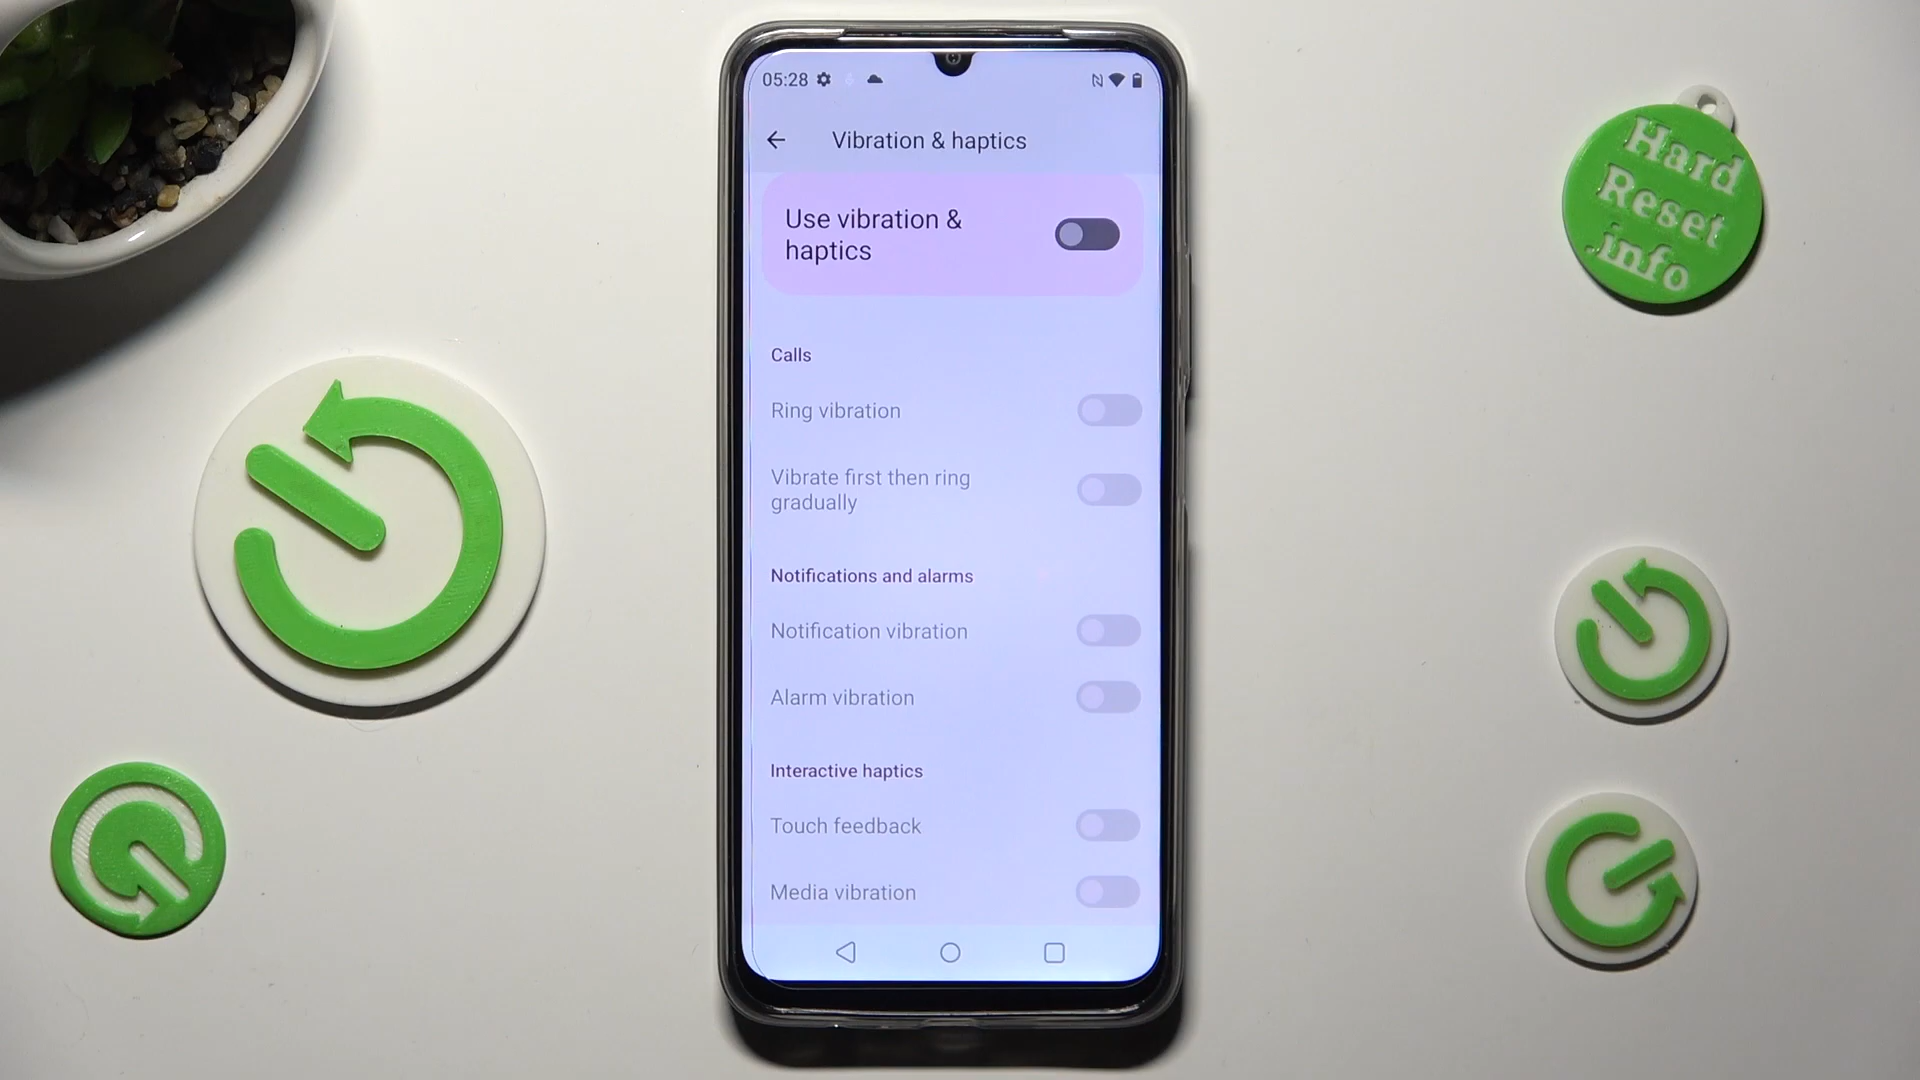 05:28
Vibration & haptics
Use vibration &
haptics
Calls
Ring vibration
Vibrate first then ring
gradually
Notifications and alarms
Notification vibration
Alarm vibration
Interactive haptics
Touch feedback
Media vibration
Hard
Reset
.info